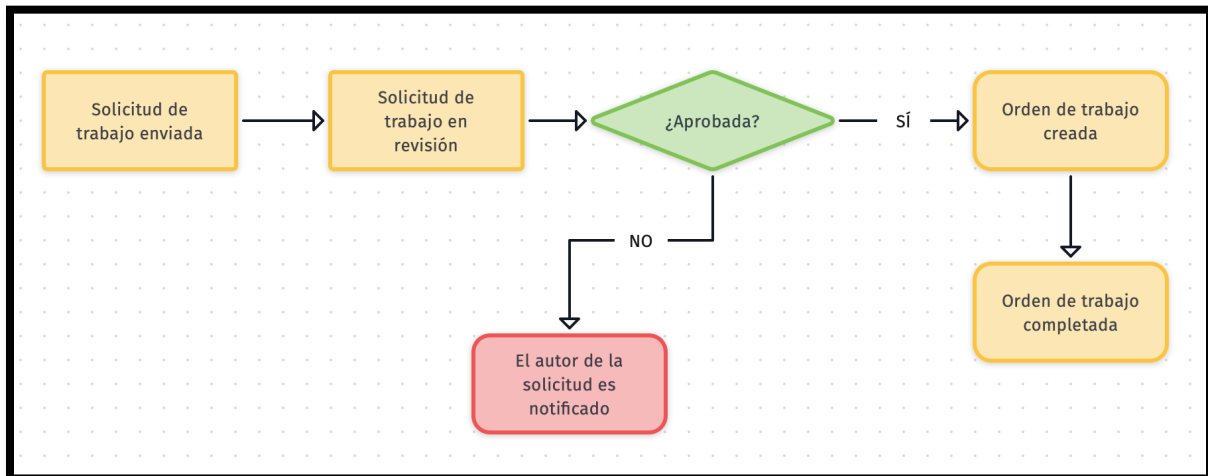 Solicitud de
trabajo enviada
Solicitud de
trabajo en
revisión
¿Aprobada?
SÍ
Orden de trabajo
creada
NO
Orden de trabajo
completada
El autor de la
solicitud es
notificado